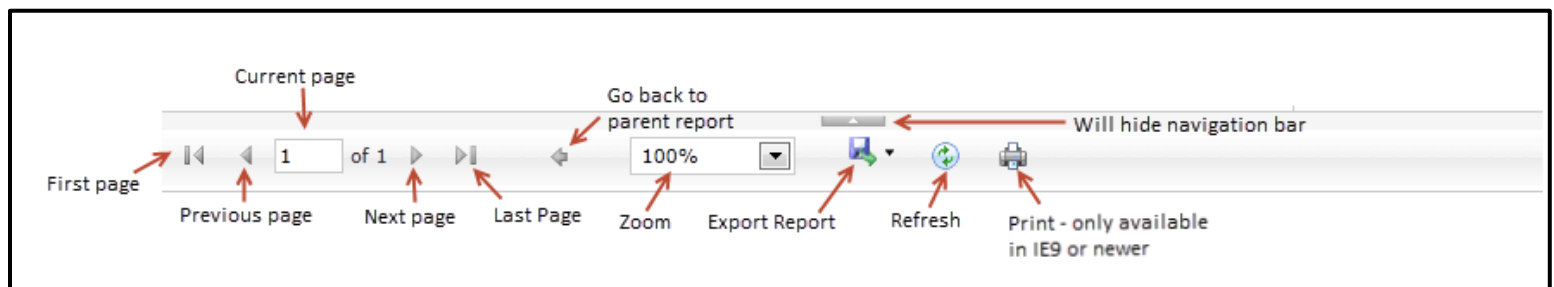 Current page
Go back to
parent report
Will hide navigation bar
1 of 1
100%
First page
Previous page
Next page
Last Page
Zoom
Export Report
Refresh
Print - only available
in IE9 or newer